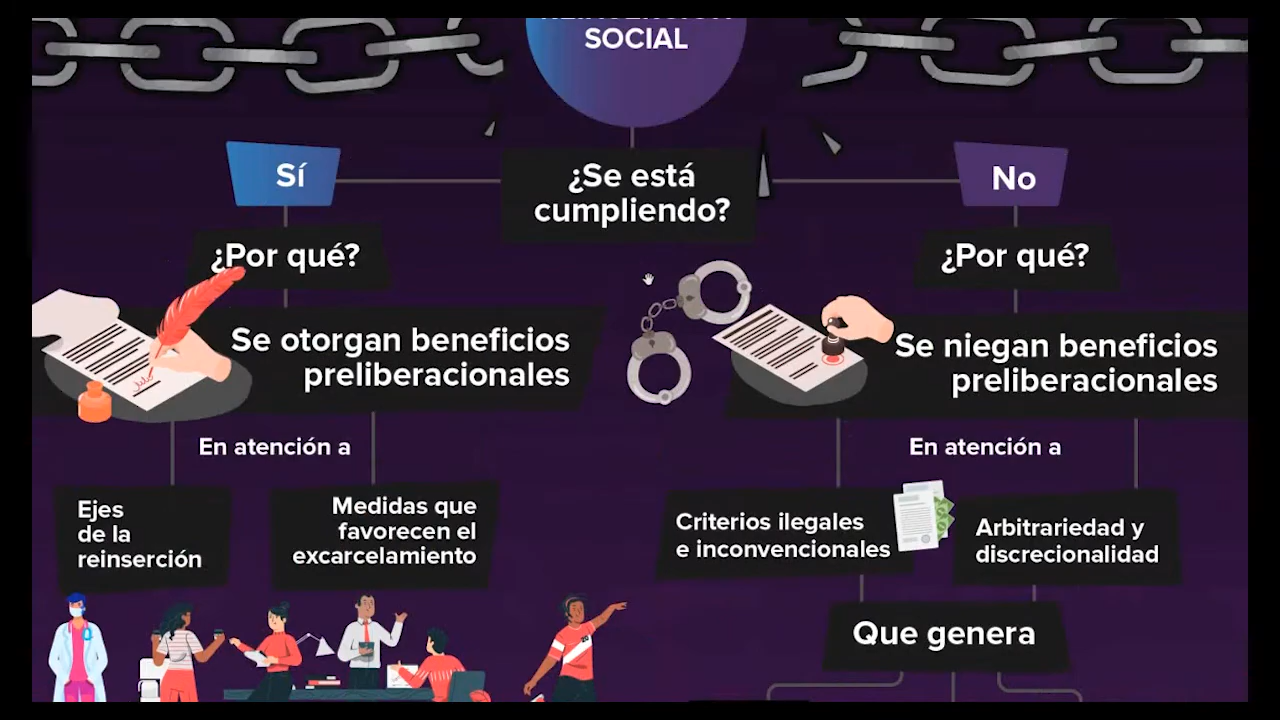 SOCIAL
¿Se está
cumpliendo?
Sí
¿Por qué?
Se otorgan beneficios
preliberacionales
En atención a
Ejes
de la
reinserción
Medidas que
favorecen el
excarcelamiento
No
¿Por qué?
Se niegan beneficios
preliberacionales
En atención a
Criterios ilegales
e inconvencionales
Arbitrariedad y
discrecionalidad
Que genera